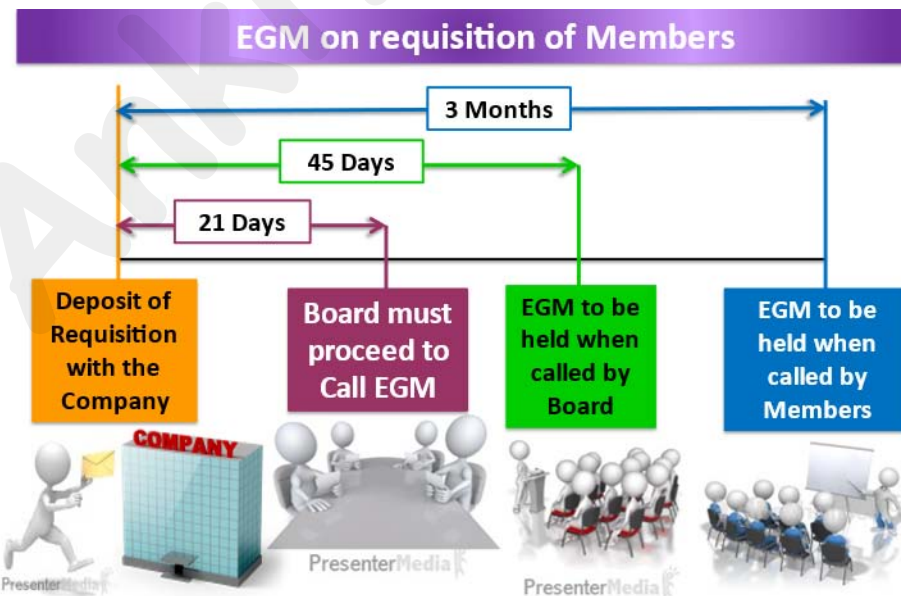 EGM on requisition of Members
3 Months
45 Days
21 Days
Deposit of
Requisition
with the
Company
Board must
proceed to
Call EGM
EGM to be
held when
called by
Board
EGM to be
held when
called by
Members
COMPANY
PresenterMedia
PresenterMedia
PresenterMedia